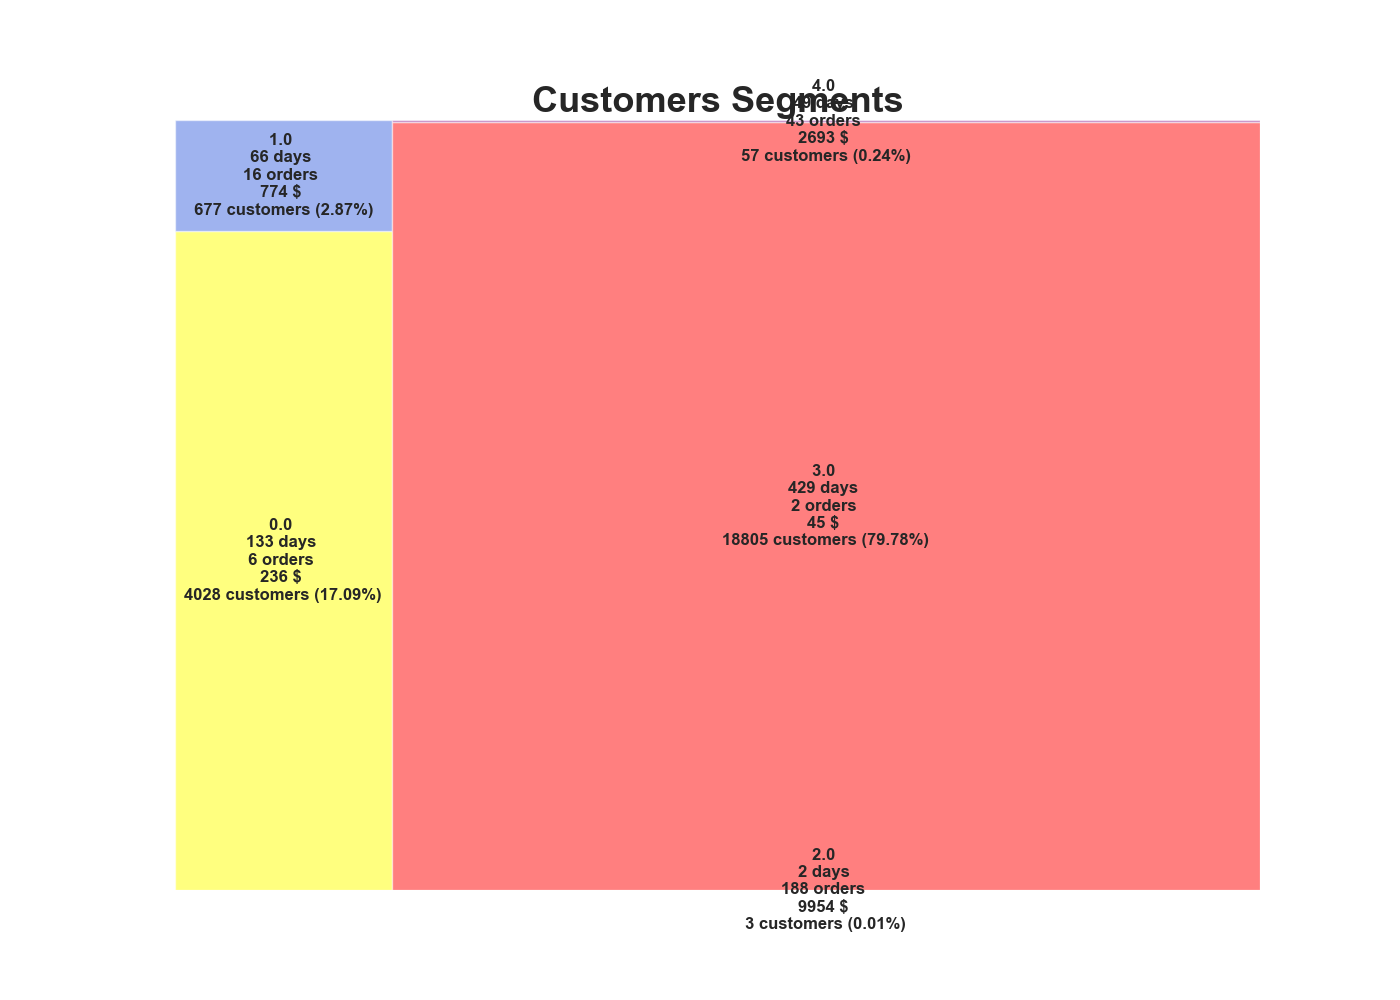 Customers Segments
4.0
49 days
43 orders
2693 $
57 customers (0.24%)
1.0
66 days
16 orders
774 $
677 customers (2.87%)
3.0
429 days
2 orders
45 $
18805 customers (79.78%)
0.0
133 days
6 orders
236 $
4028 customers (17.09%)
2.0
2 days
188 orders
9954 $
3 customers (0.01%)